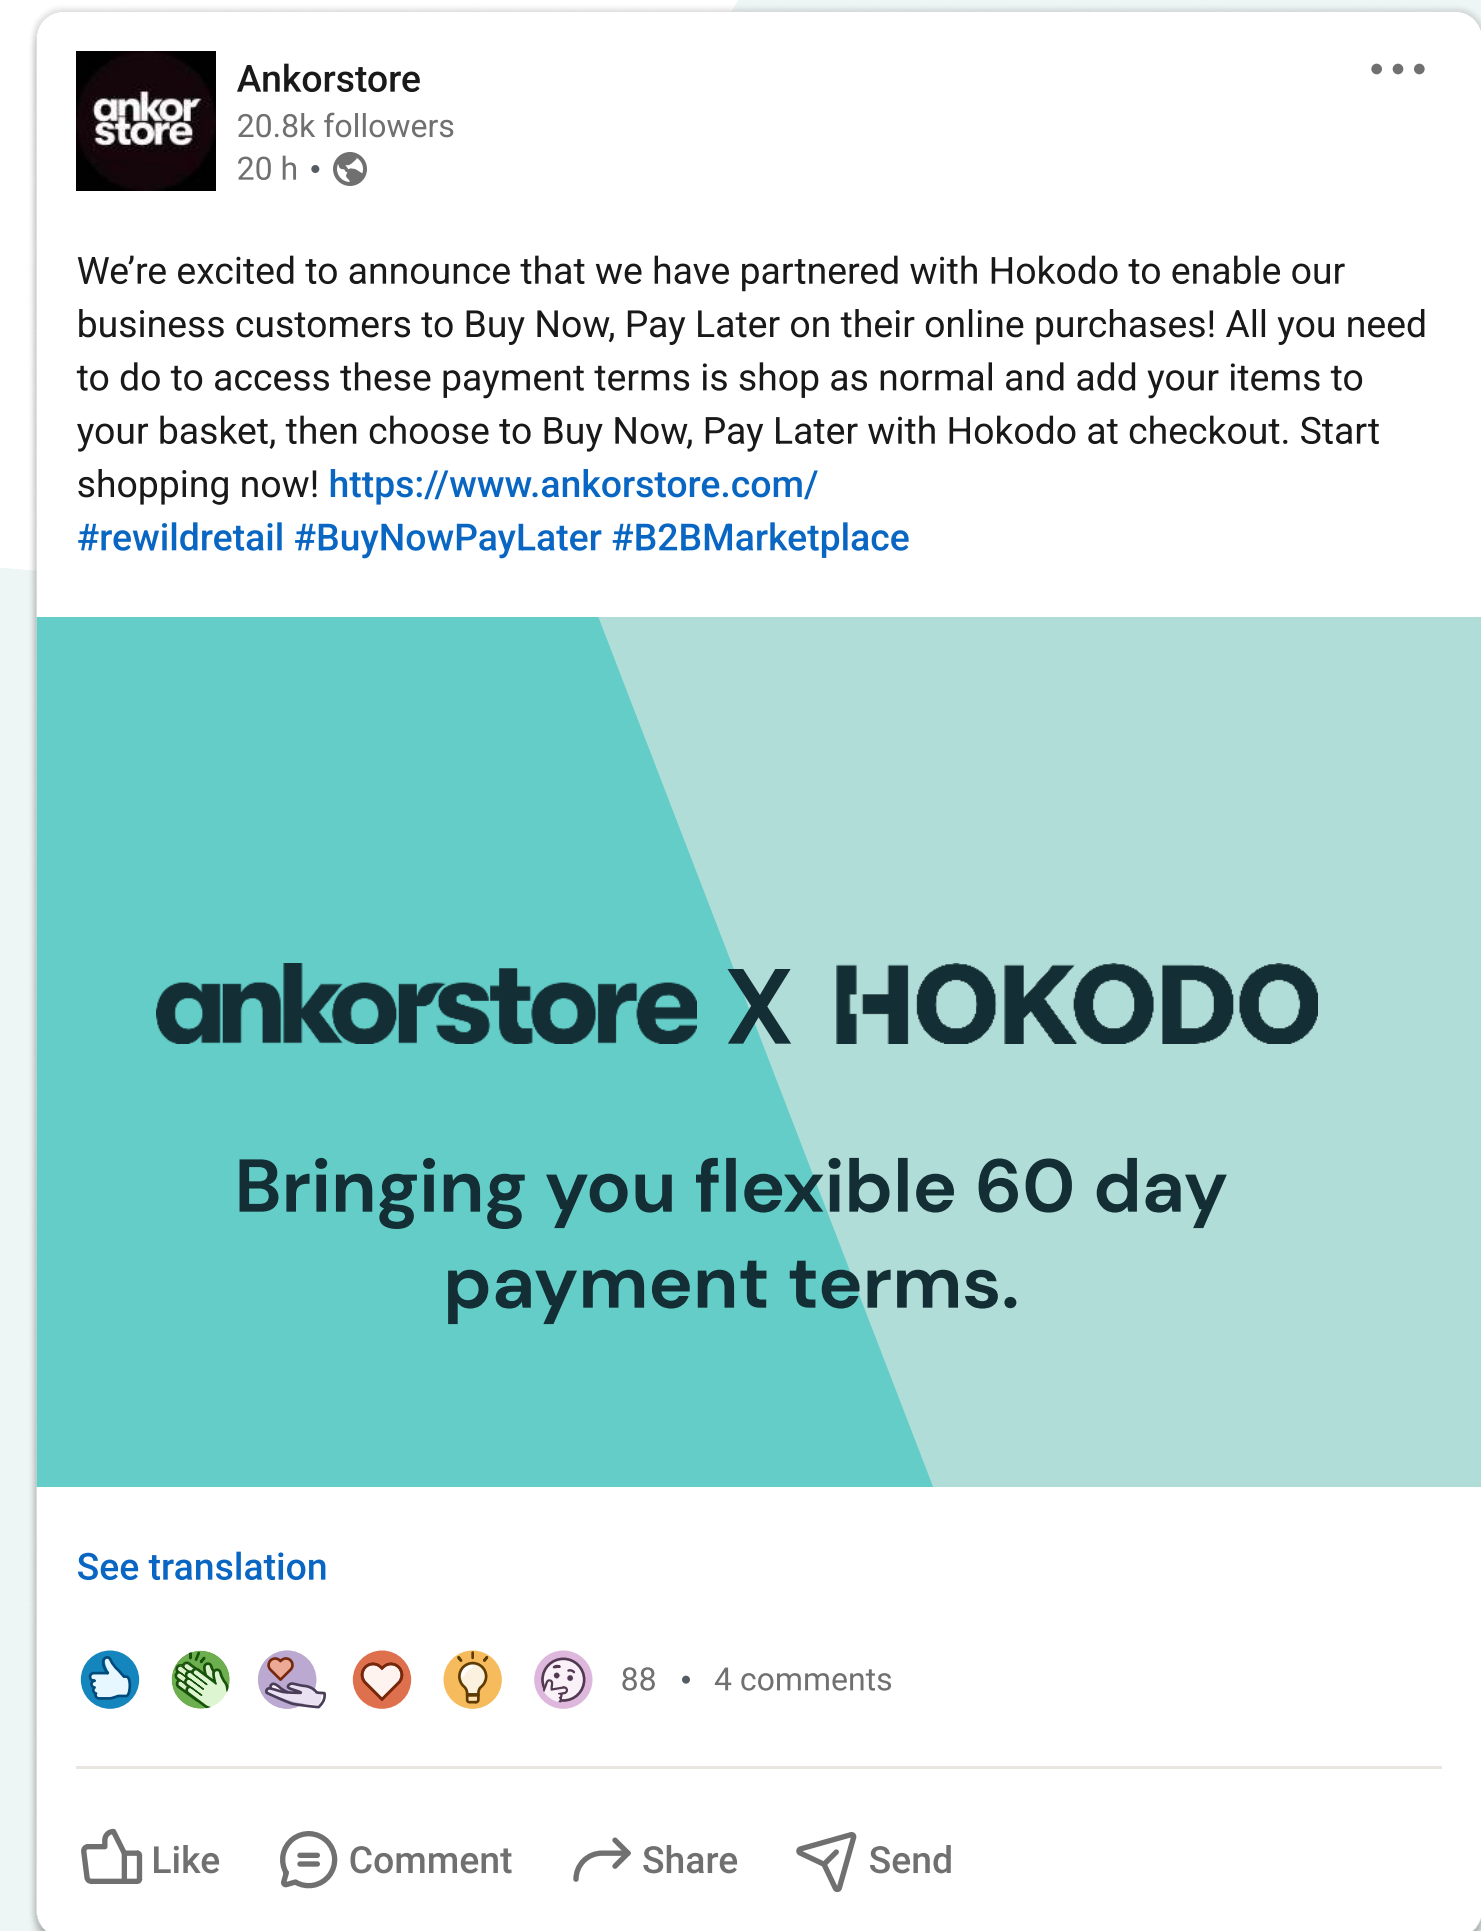 ankor
store
Ankorstore
20.8k followers
20 h •
We’re excited to announce that we have partnered with Hokodo to enable our
business customers to Buy Now, Pay Later on their online purchases! All you need
to do to access these payment terms is shop as normal and add your items to
your basket, then choose to Buy Now, Pay Later with Hokodo at checkout. Start
shopping now! https://www.ankorstore.com/
#rewildretail #BuyNowPayLater #B2BMarketplace
ankorstore X HOKODO
Bringing you flexible 60 day
payment terms.
See translation
88 • 4 comments
Like Comment Share Send